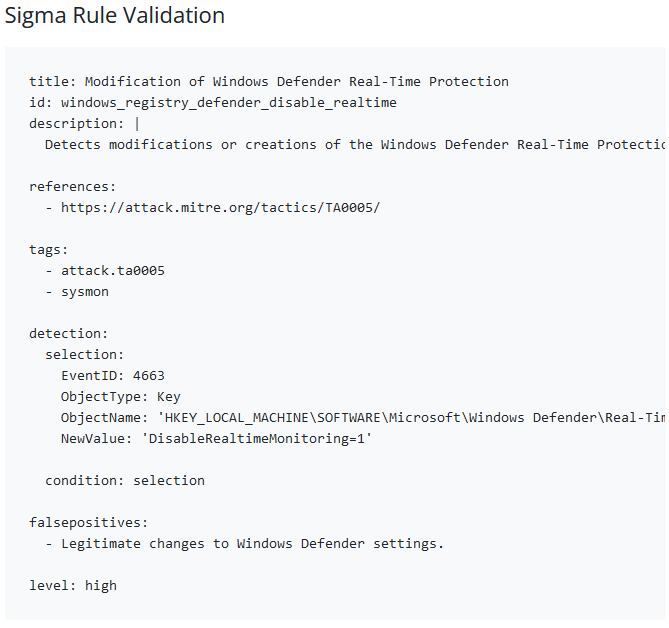 Sigma Rule Validation
title: Modification of Windows Defender Real-Time Protection
id: windows_registry_defender_disable_realtime
description: |
Detects modifications or creations of the Windows Defender Real-Time
references:
- https://attack.mitre.org/tactics/TA0005/
tags:
- attack.ta0005
- sysmon
detection:
selection:
EventID: 4663
ObjectType: Key
ObjectName: 'HKEY_LOCAL_MACHINE\SOFTWARE\Microsoft\Windows Defender\Real-Tim
NewValue: 'DisableRealtimeMonitoring=1'
condition: selection
falsepositives:
- Legitimate changes to Windows Defender settings.
level: high